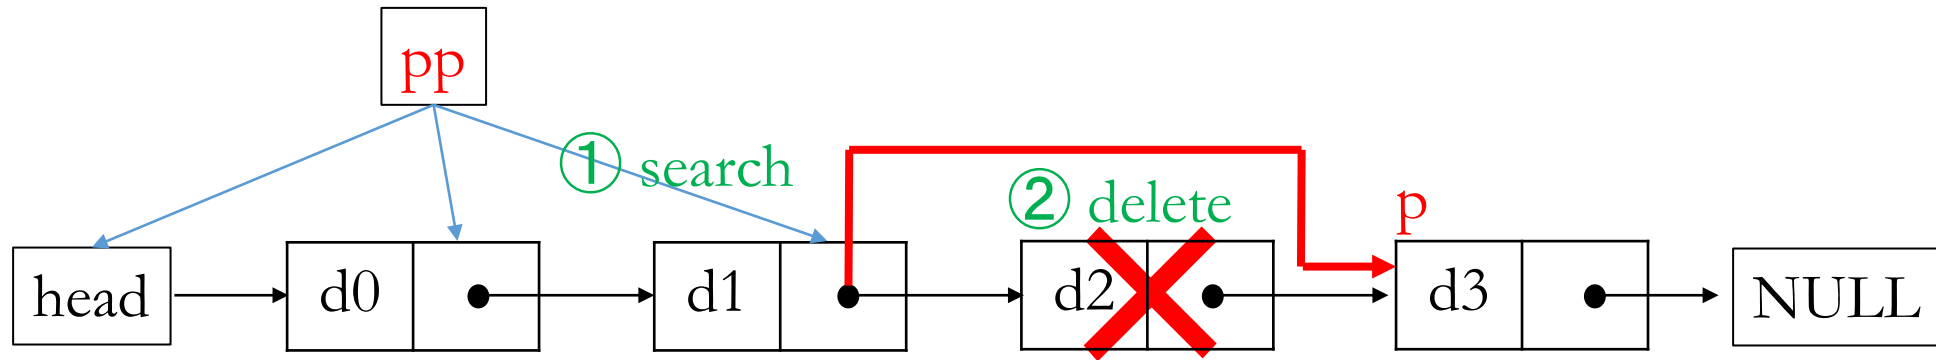 pp
① search
② delete
p
head
d0
d1
d2
d3
NULL